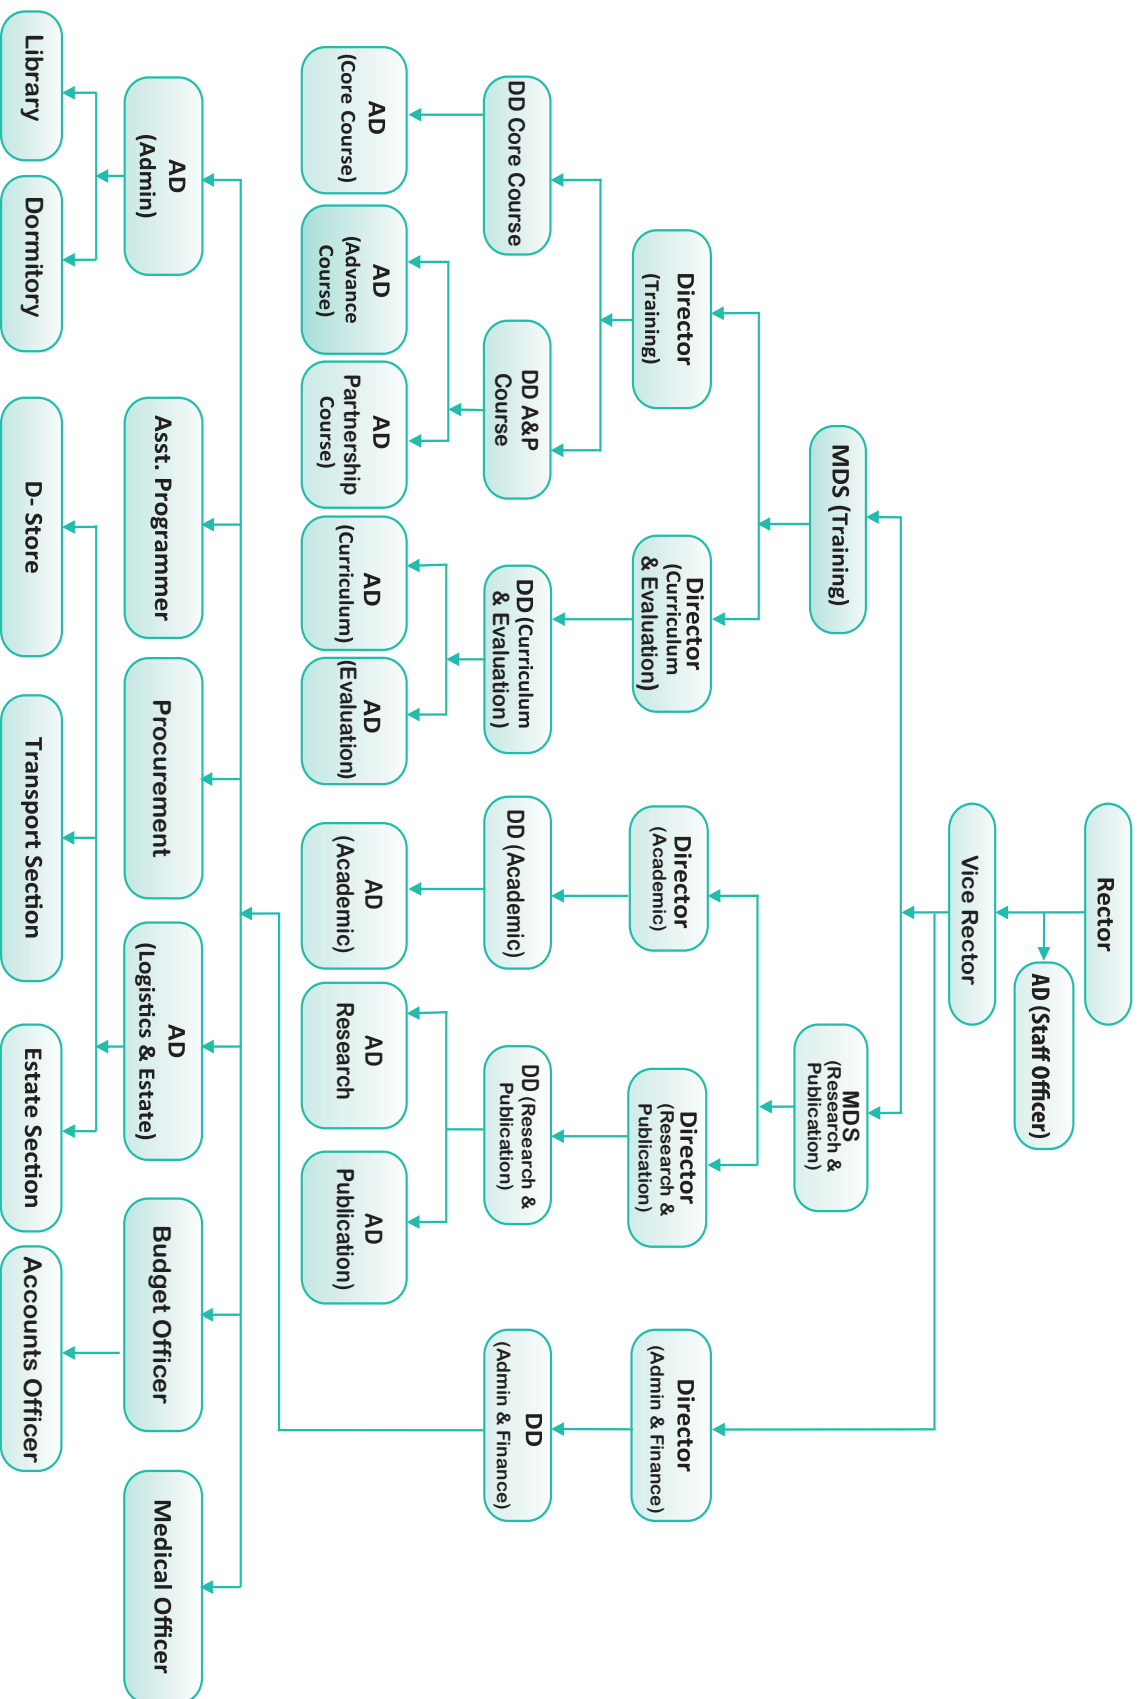 Rector
AD (Staff Officer)
Vice Rector
MDS (Training)
MDS
(Research &
Publication)
Director
(Training)
Director
(Curriculum
& Evaluation)
Director
(Academic)
Director
(Research &
Publication)
Director
(Admin & Finance)
DD Core Course
DD A&P
Course
DD (Curriculum
& Evaluation)
DD (Academic)
DD (Research &
Publication)
DD
(Admin & Finance)
AD
(Core Course)
AD
(Advance
Course)
AD
Partnership
Course)
AD
(Curriculum)
AD
(Evaluation)
AD
(Academic)
AD
Research
AD
Publication)
AD
(Admin)
Asst. Programmer
Procurement
AD
(Logistics & Estate)
Budget Officer
Medical Officer
Library
Dormitory
D- Store
Transport Section
Estate Section
Accounts Officer